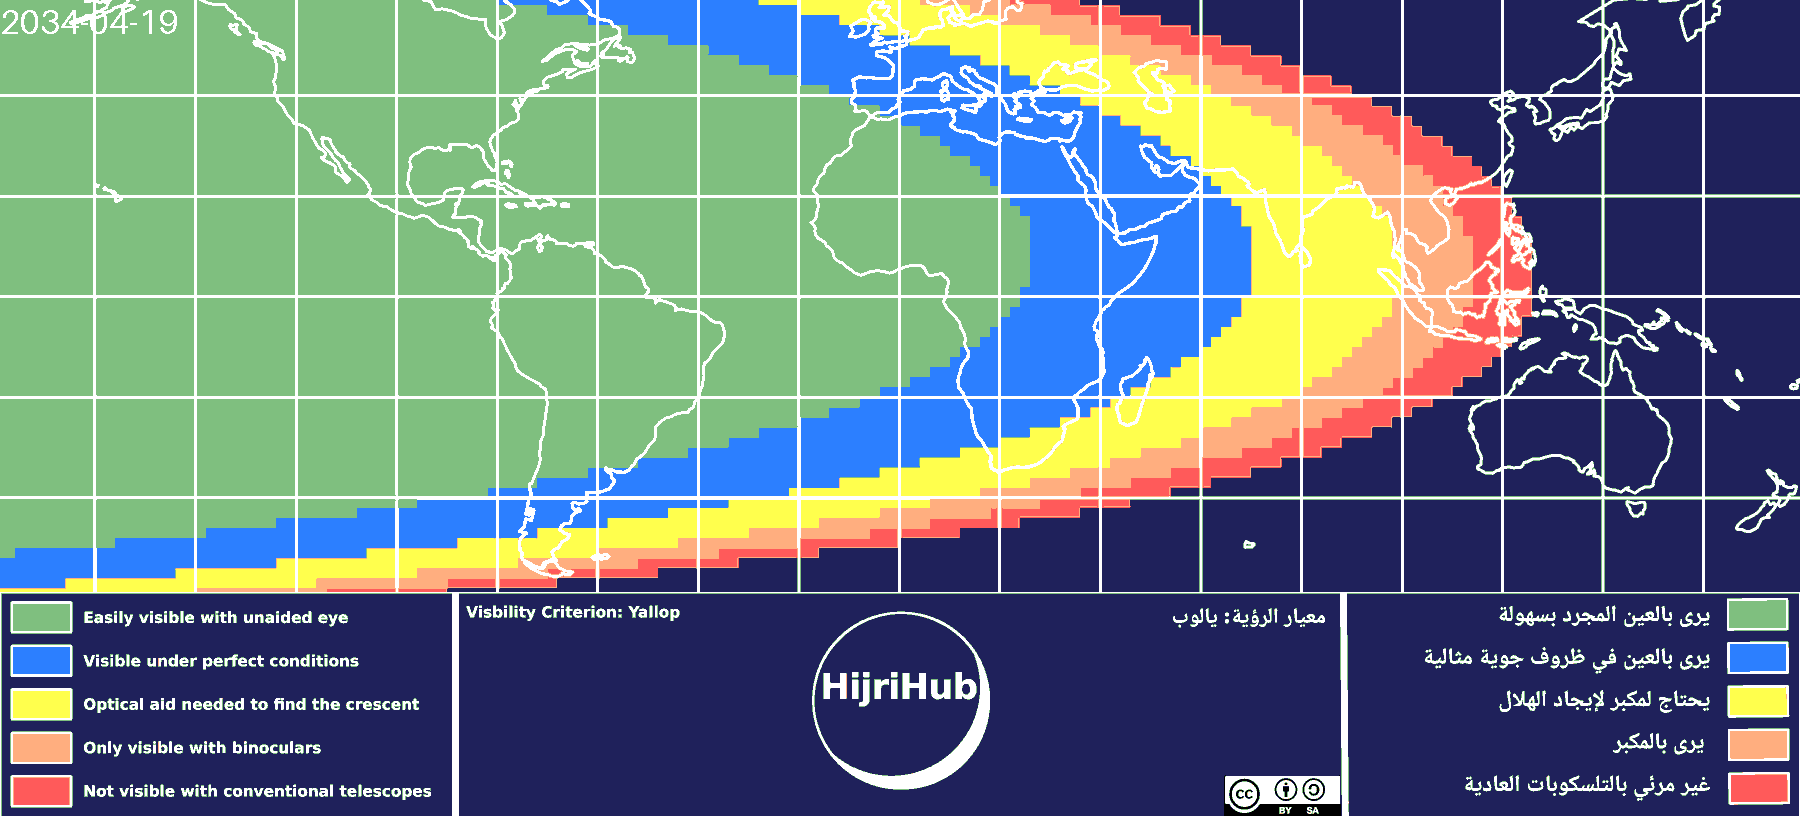 2034-04-19
Easily visible with unaided eye
Visible under perfect conditions
Optical aid needed to find the crescent
Only visible with binoculars
Not visible with conventional telescopes
Visbility Criterion: Yallop
معيار الرؤية: يالوب
HijriHub
cc
BY SA
يرى بالعين المجرد بسهولة
يرى بالعين في ظروف جوية مثالية
يحتاج لمكبر لإيجاد الهلال
يرى بالمكبر
غير مرئي بالتلسكوبات العادية